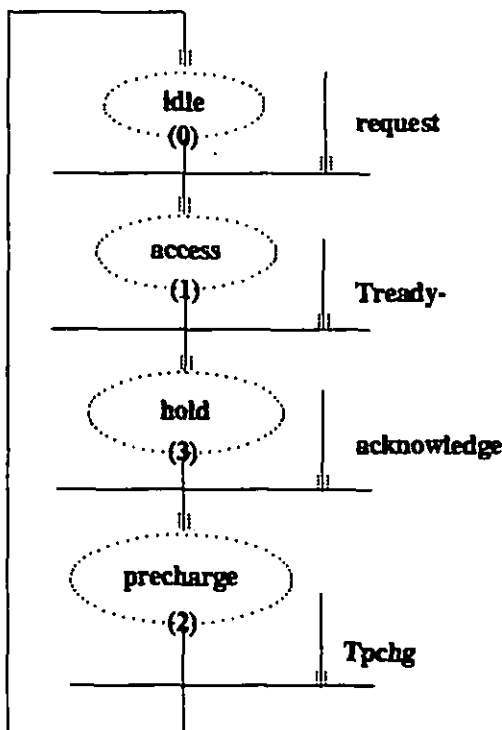 idle
(0)
request
access
(1)
Tready-
hold
(3)
acknowledge
precharge
(2)
Tpchg